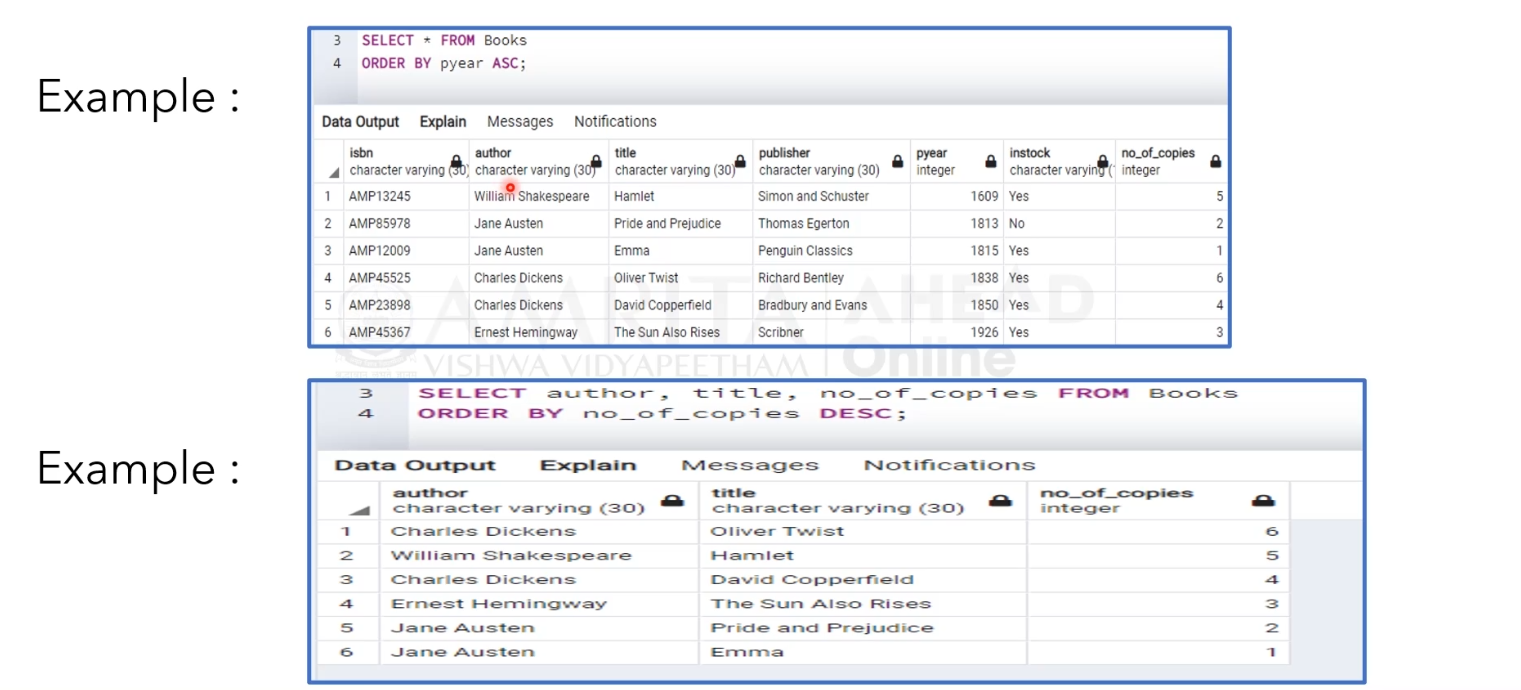 Example :
3 SELECT * FROM Books
4 ORDER BY pyear ASC;
Data Output Explain Messages Notifications
isbn author title publisher pyear instock no_of_copies
character varying (30) character varying (30) character varying (30) character varying (30) integer character varying ( integer
1 AMP13245 William Shakespeare Hamlet Simon and Schuster 1609 Yes 5
2 AMP85978 Jane Austen Pride and Prejudice Thomas Egerton 1813 No 2
3 AMP12009 Jane Austen Emma Penguin Classics 1815 Yes 1
4 AMP45525 Charles Dickens Oliver Twist Richard Bentley 1838 Yes 6
5 AMP23898 Charles Dickens David Copperfield Bradbury and Evans 1850 Yes 4
6 AMP45367 Ernest Hemingway The Sun Also Rises Scribner 1926 Yes 3
AMRITA AHEAD
VISHWA VIDYAPEETHAM Online
Example :
3 SELECT author, title, no_of_copies FROM Books
4 ORDER BY no_of_copies DESC;
Data Output Explain Messages Notifications
author title no_of_copies
character varying (30) character varying (30) integer
1 Charles Dickens Oliver Twist 6
2 William Shakespeare Hamlet 5
3 Charles Dickens David Copperfield 4
4 Ernest Hemingway The Sun Also Rises 3
5 Jane Austen Pride and Prejudice 2
6 Jane Austen Emma 1